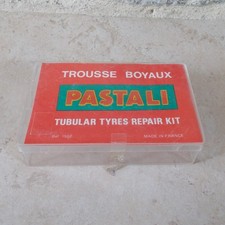 TROUSSE BOYAUX
PASTALI
TUBULAR TYRES REPAIR KIT
MADE IN FRANCE